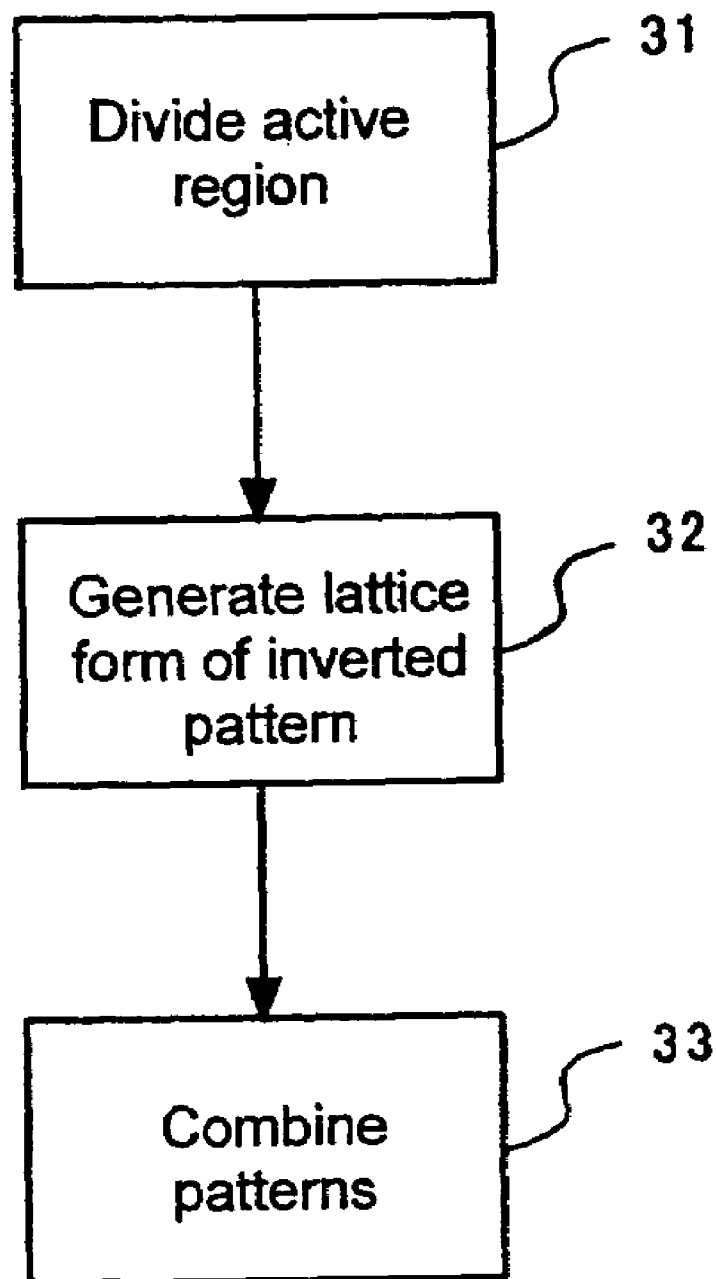 31
Divide active
region
32
Generate lattice
form of inverted
pattern
33
Combine
patterns